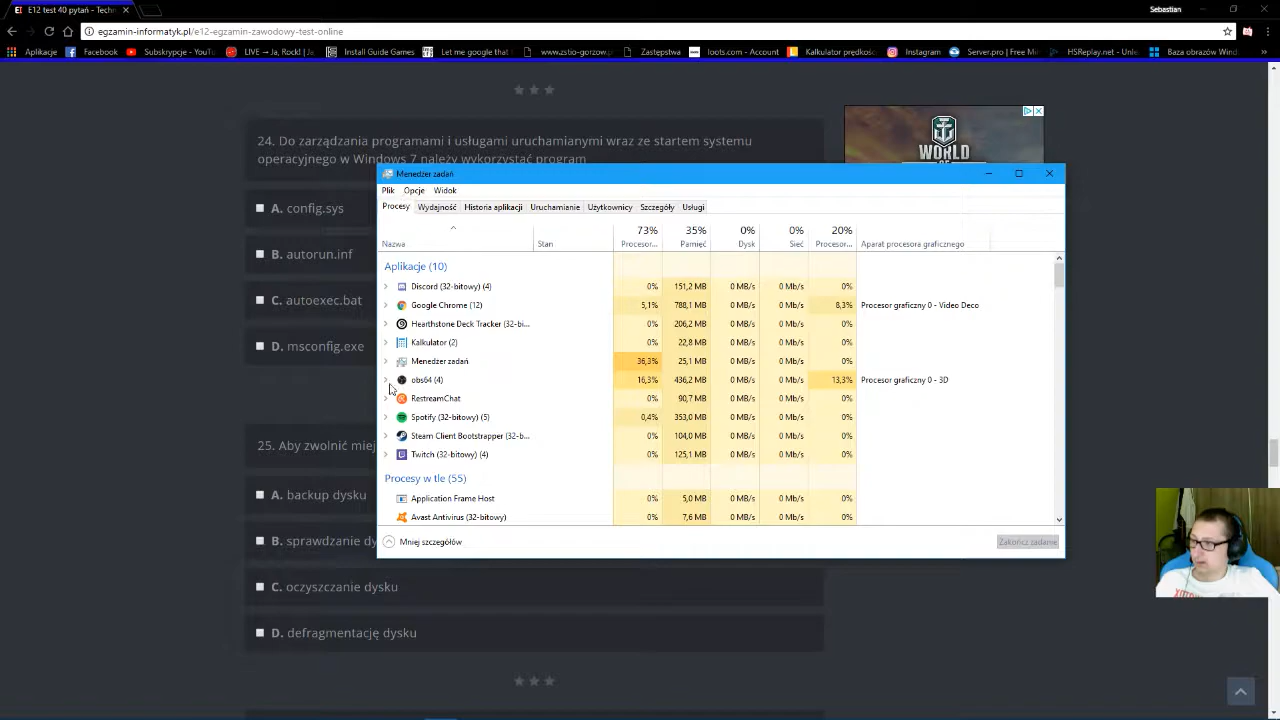 E12 test 40 pytań - Techn
Sebastian
egzamin-informatyk.pl/e12-egzamin-zawodowy-test-online
Aplikacje Facebook Subskrypcje - YouTu LIVE → Ja, Rock! | Ja Install Guide Games Let me google that www.zstio-gorzow.p Zastępstwa loots.com - Account Kalkulator prędkośc Instagram Server.pro | Free Mi HSReplay.net - Unle Baza obrazów Wind
24. Do zarządzania programami i usługami uruchamianymi wraz ze startem systemu
operacyjnego w Windows 7 należy wykorzystać program
A. config.sys
B. autorun.inf
C. autoexec.bat
D. msconfig.exe
WORLD
Menedżer zadań
Plik Opcje Widok
Procesy Wydajność Historia aplikacji Uruchamianie Użytkownicy Szczegóły Usługi
73% 35% 0% 0% 20%
Nazwa Stan Procesor... Pamięć Dysk Sieć Procesor... Aparat procesora graficznego
Aplikacje (10)
Discord (32-bitowy) (4) 0% 151,2 MB 0 MB/s 0 Mb/s 0%
Google Chrome (12) 5,1% 788,1 MB 0 MB/s 0 Mb/s 8,3% Procesor graficzny 0 - Video Deco
Hearthstone Deck Tracker (32-bi... 0% 206,2 MB 0 MB/s 0 Mb/s 0%
Kalkulator (2) 0% 22,8 MB 0 MB/s 0 Mb/s 0%
Menedżer zadań 36,3% 25,1 MB 0 MB/s 0 Mb/s 0%
obs64 (4) 16,3% 436,2 MB 0 MB/s 0 Mb/s 13,3% Procesor graficzny 0 - 3D
RestreamChat 0% 90,7 MB 0 MB/s 0 Mb/s 0%
Spotify (32-bitowy) (5) 0,4% 353,0 MB 0 MB/s 0 Mb/s 0%
Steam Client Bootstrapper (32-b... 0% 104,0 MB 0 MB/s 0 Mb/s 0%
Twitch (32-bitowy) (4) 0% 125,1 MB 0 MB/s 0 Mb/s 0%
Procesy w tle (55)
Application Frame Host 0% 5,0 MB 0 MB/s 0 Mb/s 0%
Avast Antivirus (32-bitowy) 0% 7,6 MB 0 MB/s 0 Mb/s 0%
Mniej szczegółów Zakończ zadanie
25. Aby zwolnić miej
A. backup dysku
B. sprawdzanie dy
C. oczyszczanie dysku
D. defragmentację dysku